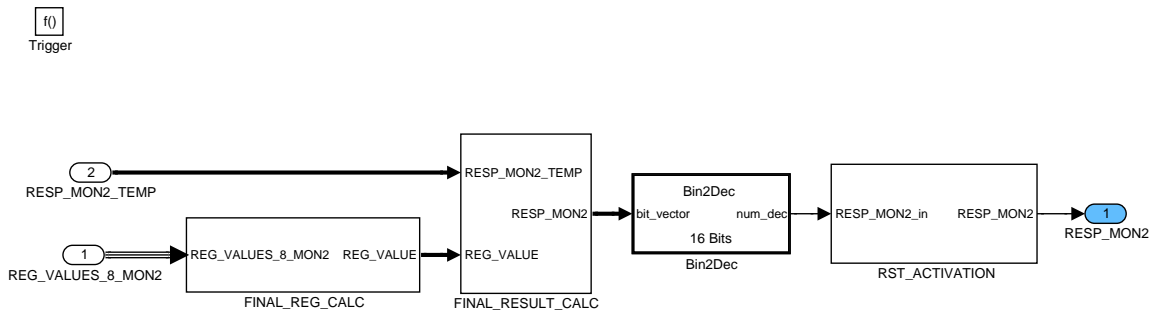 f()
Trigger
2
RESP_MON2_TEMP
1
REG_VALUES_8_MON2
REG_VALUES_8_MON2 REG_VALUE
FINAL_REG_CALC
RESP_MON2_TEMP
RESP_MON2
REG_VALUE
FINAL_RESULT_CALC
Bin2Dec
bit_vector num_dec
16 Bits
Bin2Dec
RESP_MON2_in RESP_MON2
RST_ACTIVATION
1
RESP_MON2